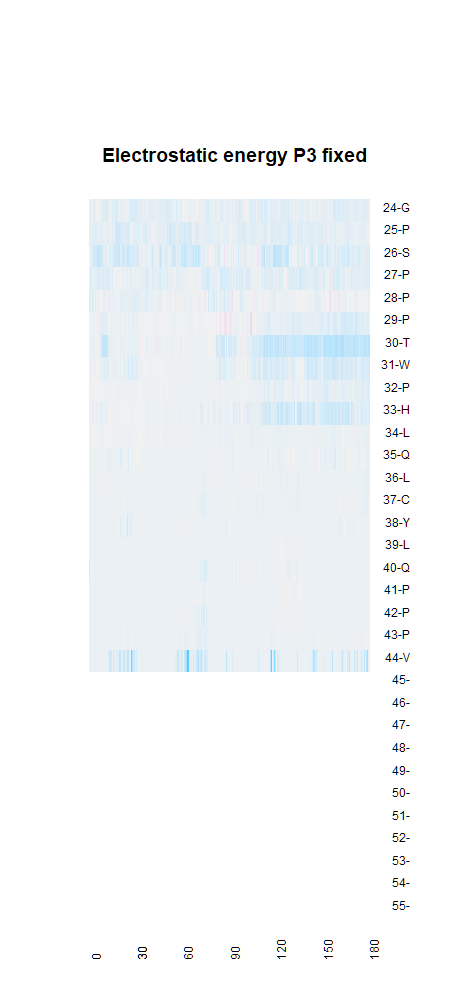 Electrostatic energy P3 fixed
24-G
25-P
26-S
27-P
28-P
29-P
30-T
31-W
32-P
33-H
34-L
35-Q
36-L
37-C
38-Y
39-L
40-Q
41-P
42-P
43-P
44-V
45-
46-
47-
48-
49-
50-
51-
52-
53-
54-
55-
0 30 60 90 120 150 180